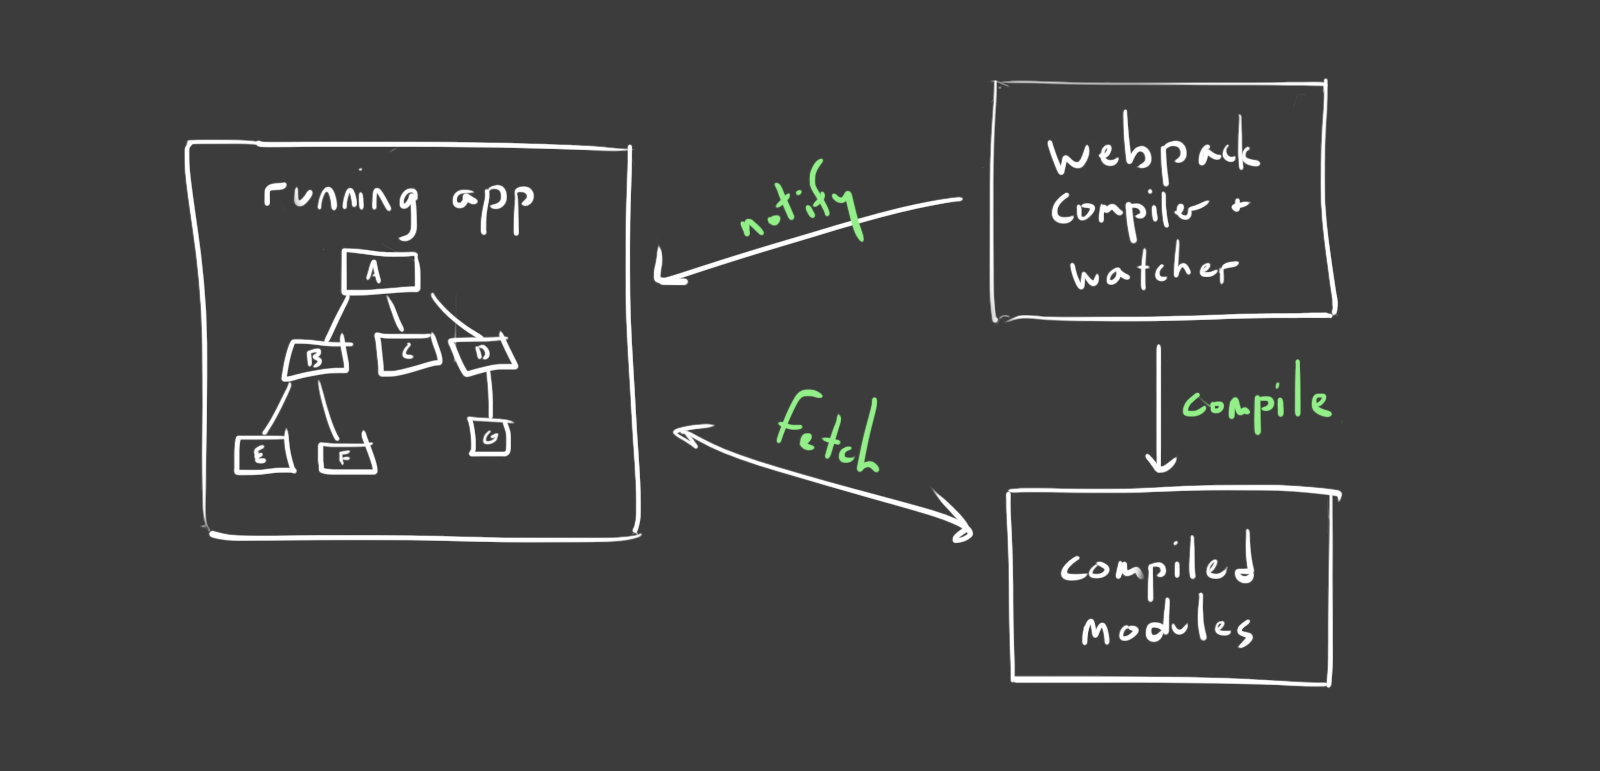 running app
A
B
C
D
E
F
G
notify
webpack
compiler +
watcher
compile
Fetch
compiled
modules